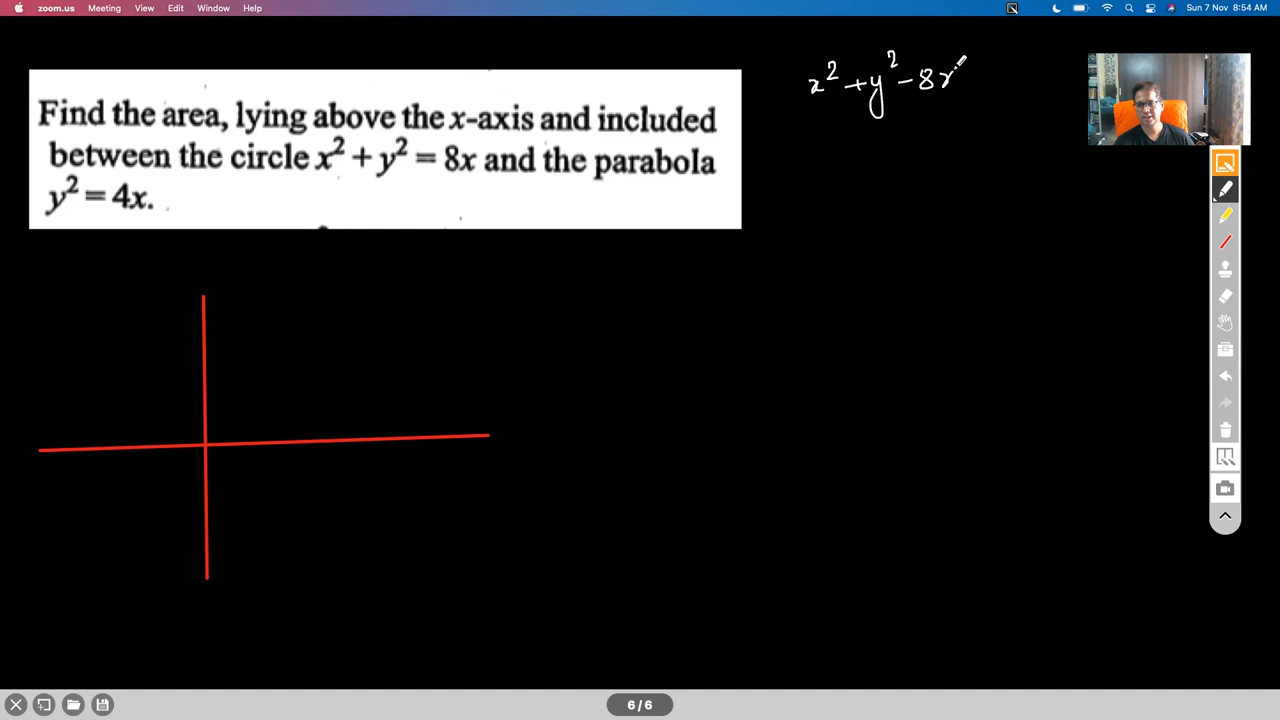 zoom.us Meeting View Edit Window Help
Sun 7 Nov 8:54 AM
Find the area, lying above the x-axis and included
between the circle x² + y² = 8x and the parabola
y² = 4x.
x² + y² - 8x
6 / 6